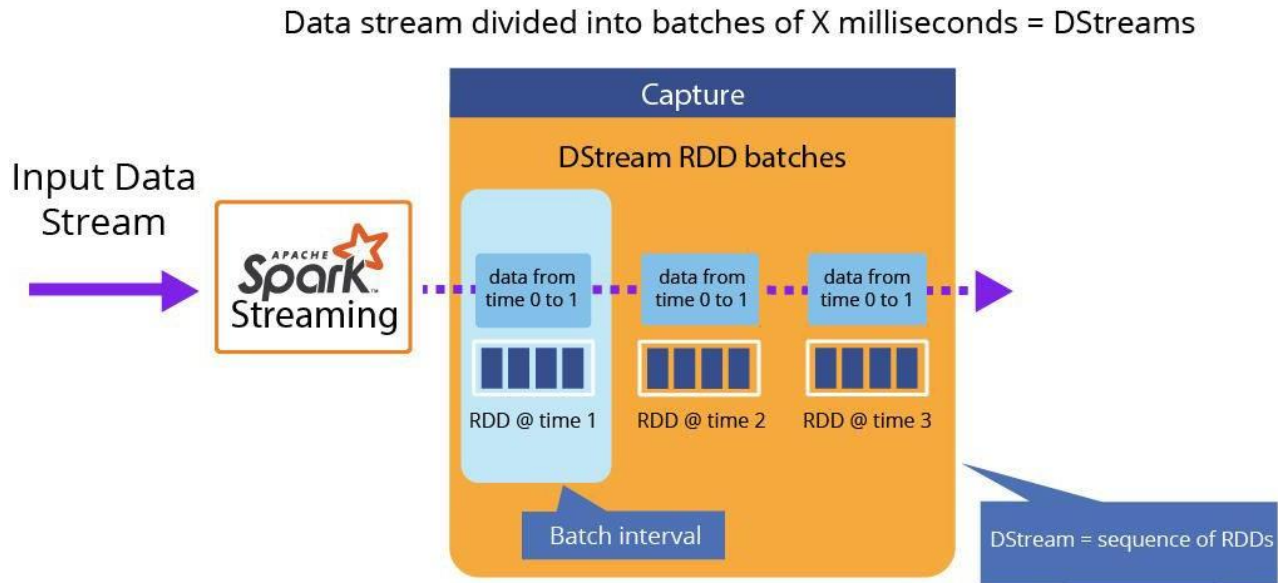 Data stream divided into batches of X milliseconds = DStreams
Capture
DStream RDD batches
Input Data
Stream
APACHE
Spark
TM
Streaming
data from
time 0 to 1
data from
time 0 to 1
data from
time 0 to 1
RDD @ time 1
RDD @ time 2
RDD @ time 3
Batch interval
DStream = sequence of RDDs